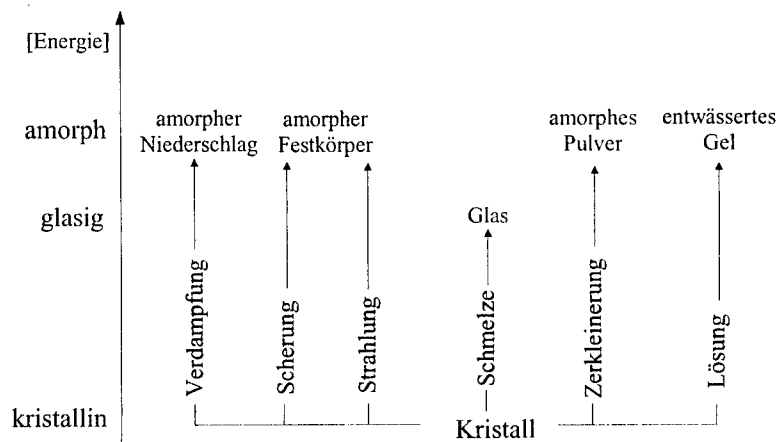 [Energie]
amorph
glasig
kristallin
amorpher
Niederschlag
amorpher
Festkörper
Glas
amorphes
Pulver
entwässertes
Gel
Verdampfung
Scherung
Strahlung
Schmelze
Zerkleinerung
Lösung
Kristall